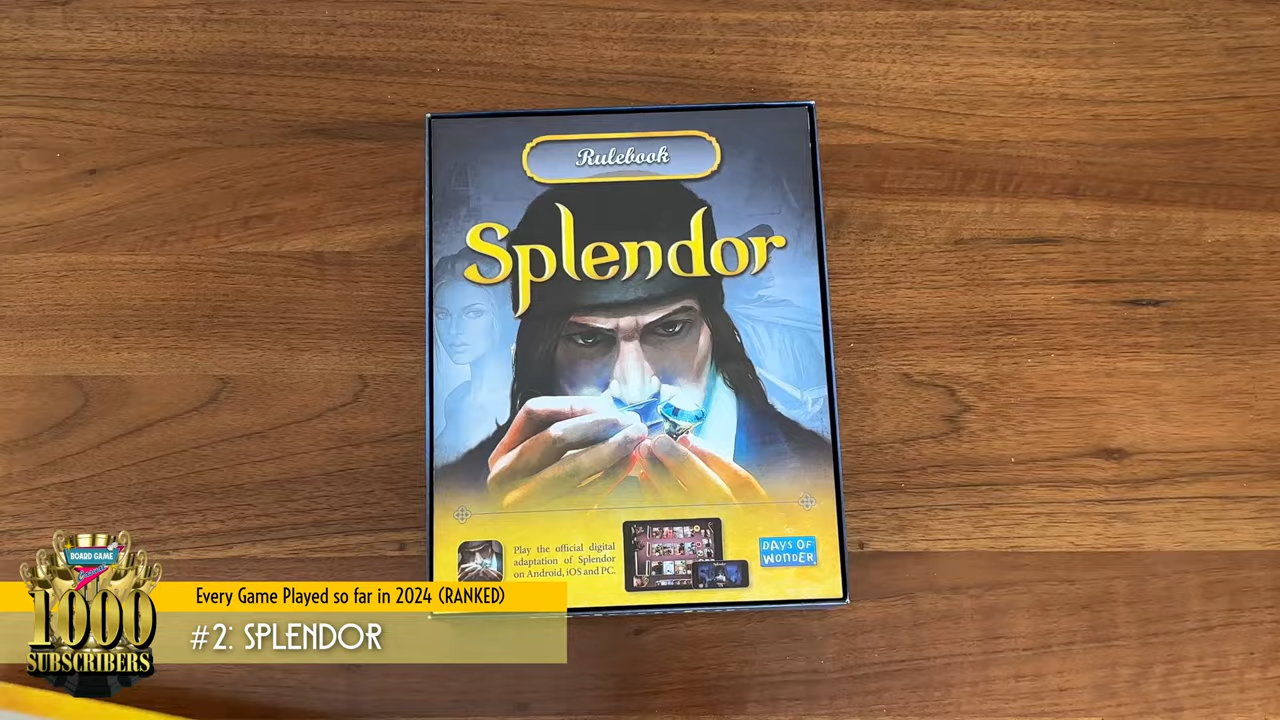 Rulebook
Splendor
Play the official digital
adaptation of Splendor
on Android, iOS and PC.
DAYS OF
WONDER
BOARD GAME
1000
SUBSCRIBERS
Every Game Played so far in 2024 (RANKED)
#2: SPLENDOR